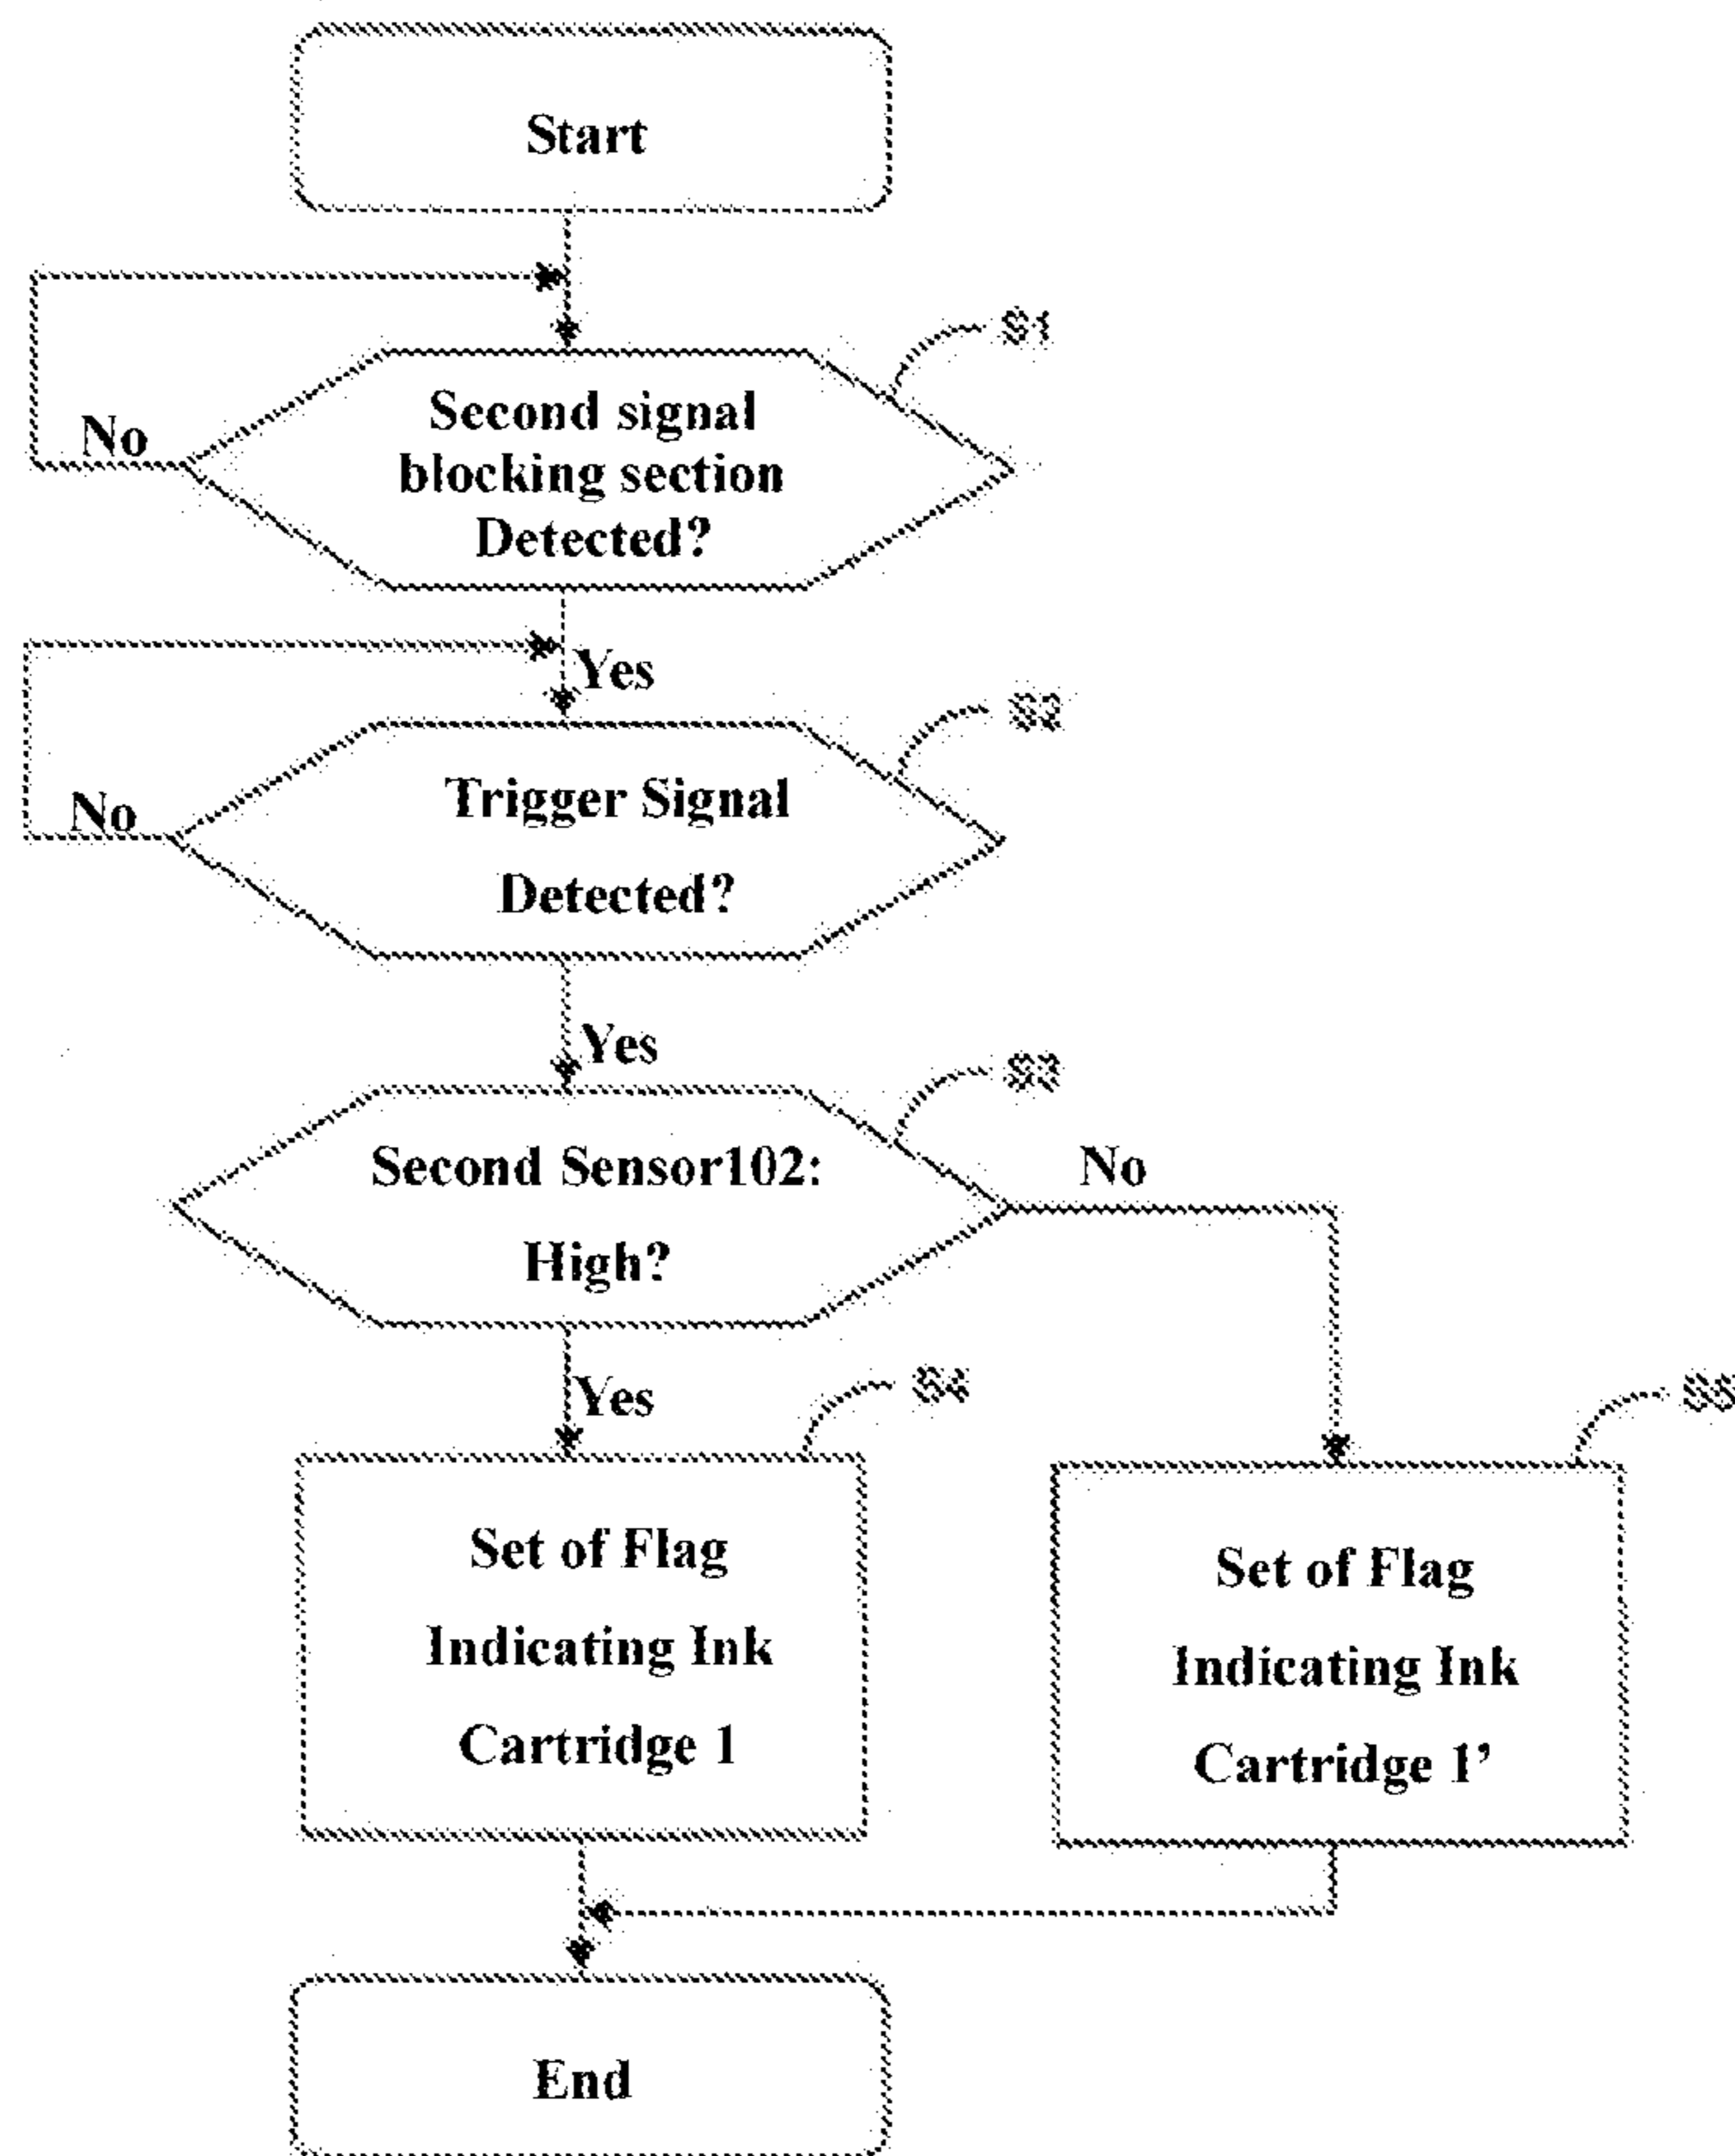 Start
S1
Second signal
blocking section
Detected?
No
Yes
S2
Trigger Signal
Detected?
No
Yes
S3
Second Sensor102:
High?
No
Yes
S4
S5
Set of Flag
Indicating Ink
Cartridge 1
Set of Flag
Indicating Ink
Cartridge 1’
End